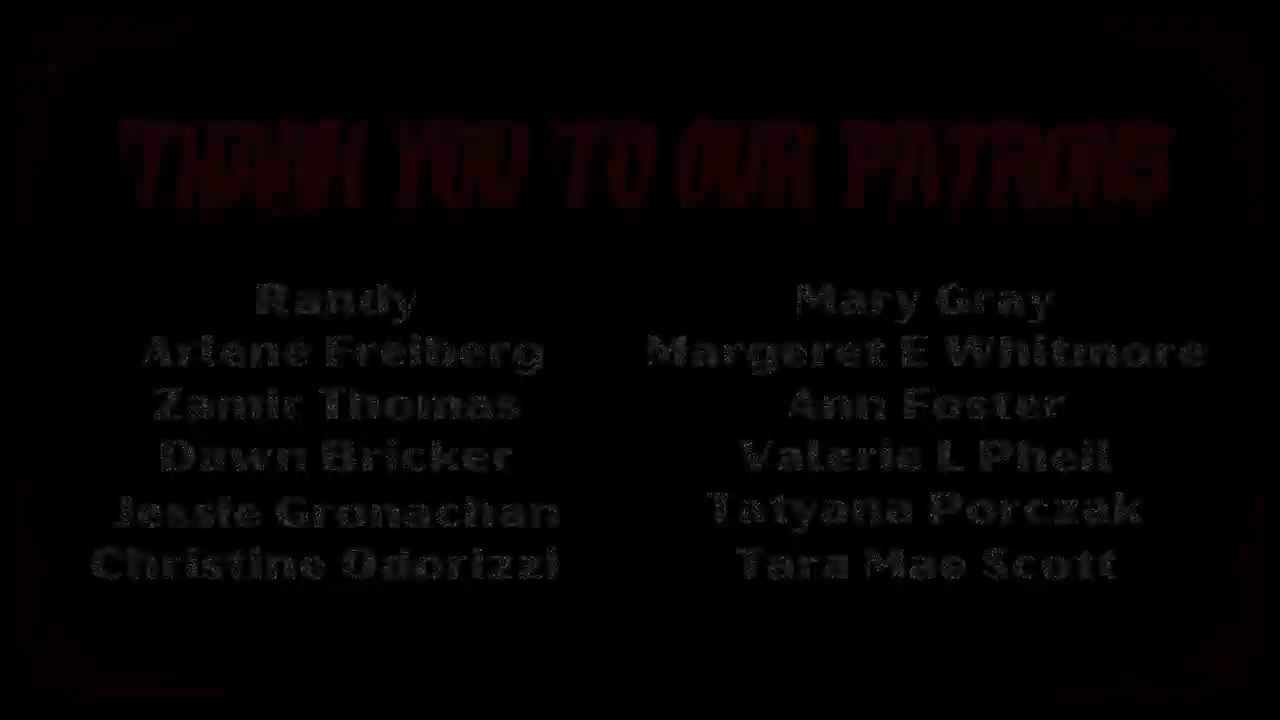 THANK YOU TO OUR PATRONS
Randy
Arlene Freiberg
Zamir Thomas
Dawn Bricker
Jessie Gronachan
Christine Odorizzi
Mary Gray
Margeret E Whitmore
Ann Foster
Valerie L Pheil
Tatyana Porczak
Tara Mae Scott